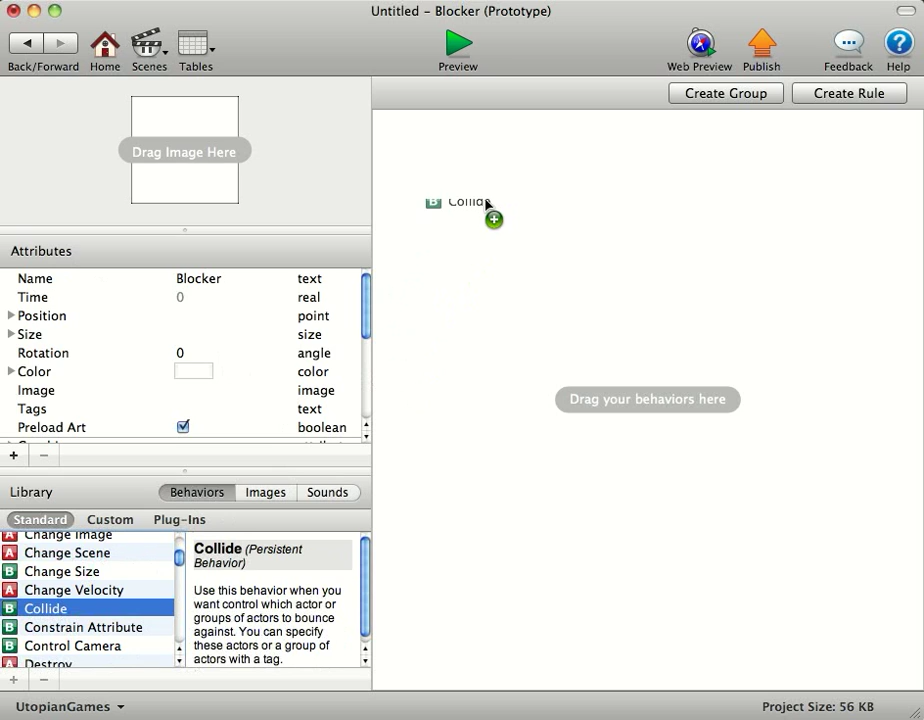 Untitled – Blocker (Prototype)
Back/Forward
Home
Scenes
Tables
Preview
Web Preview
Publish
Feedback
Help
Create Group
Create Rule
Drag Image Here
Collide
Drag your behaviors here
Attributes
Name Blocker text
Time 0 real
Position point
Size size
Rotation 0 angle
Color color
Image image
Tags text
Preload Art boolean
Library
Behaviors
Images
Sounds
Standard
Custom
Plug-Ins
A Change Image
A Change Scene
B Change Size
A Change Velocity
B Collide
B Constrain Attribute
B Control Camera
A Destroy
Collide (Persistent
Behavior)
Use this behavior when you
want control which actor or
groups of actors to bounce
against. You can specify
these actors or a group of
actors with a tag.
UtopianGames
Project Size: 56 KB